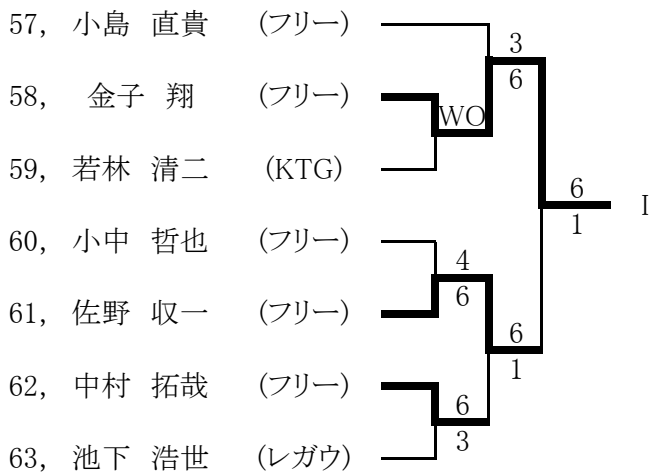 57, 小島 直貴 (フリー)
3
6
58, 金子 翔 (フリー)
WO
59, 若林 清二 (KTG)
6
1
I
60, 小中 哲也 (フリー)
4
6
61, 佐野 収一 (フリー)
6
1
62, 中村 拓哉 (フリー)
6
3
63, 池下 浩世 (レガウ)